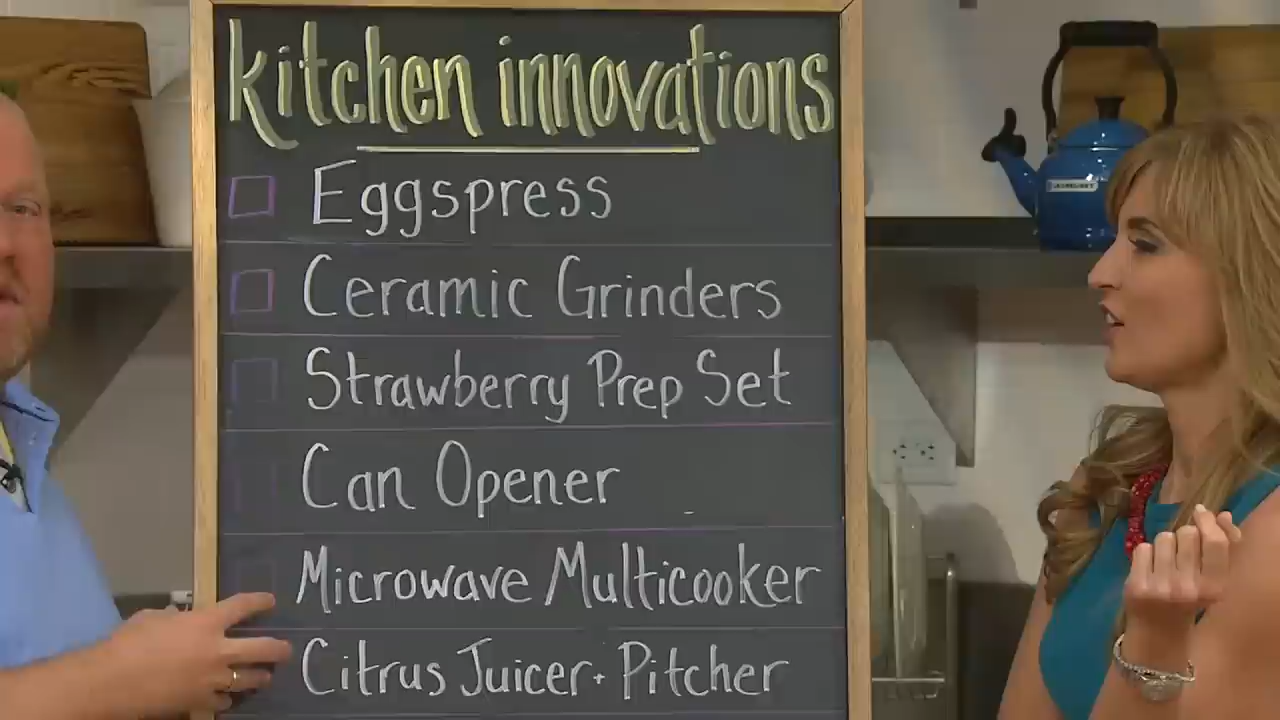 kitchen innovations
Eggspress
Ceramic Grinders
Strawberry Prep Set
Can Opener
Microwave Multicooker
Citrus Juicer + Pitcher